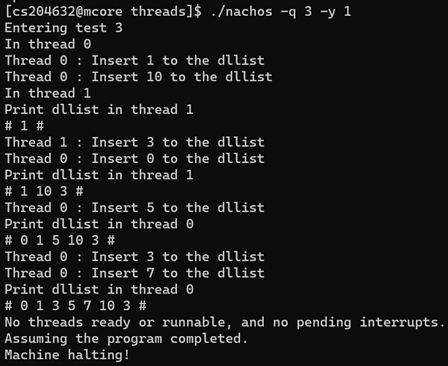 [cs204632@mcore threads]$ ./nachos -q 3 -y 1
Entering test 3
In thread 0
Thread 0 : Insert 1 to the dllist
Thread 0 : Insert 10 to the dllist
In thread 1
Print dllist in thread 1
# 1 #
Thread 1 : Insert 3 to the dllist
Thread 0 : Insert 0 to the dllist
Print dllist in thread 1
# 1 10 3 #
Thread 0 : Insert 5 to the dllist
Print dllist in thread 0
# 0 1 5 10 3 #
Thread 0 : Insert 3 to the dllist
Thread 0 : Insert 7 to the dllist
Print dllist in thread 0
# 0 1 3 5 7 10 3 #
No threads ready or runnable, and no pending interrupts.
Assuming the program completed.
Machine halting!